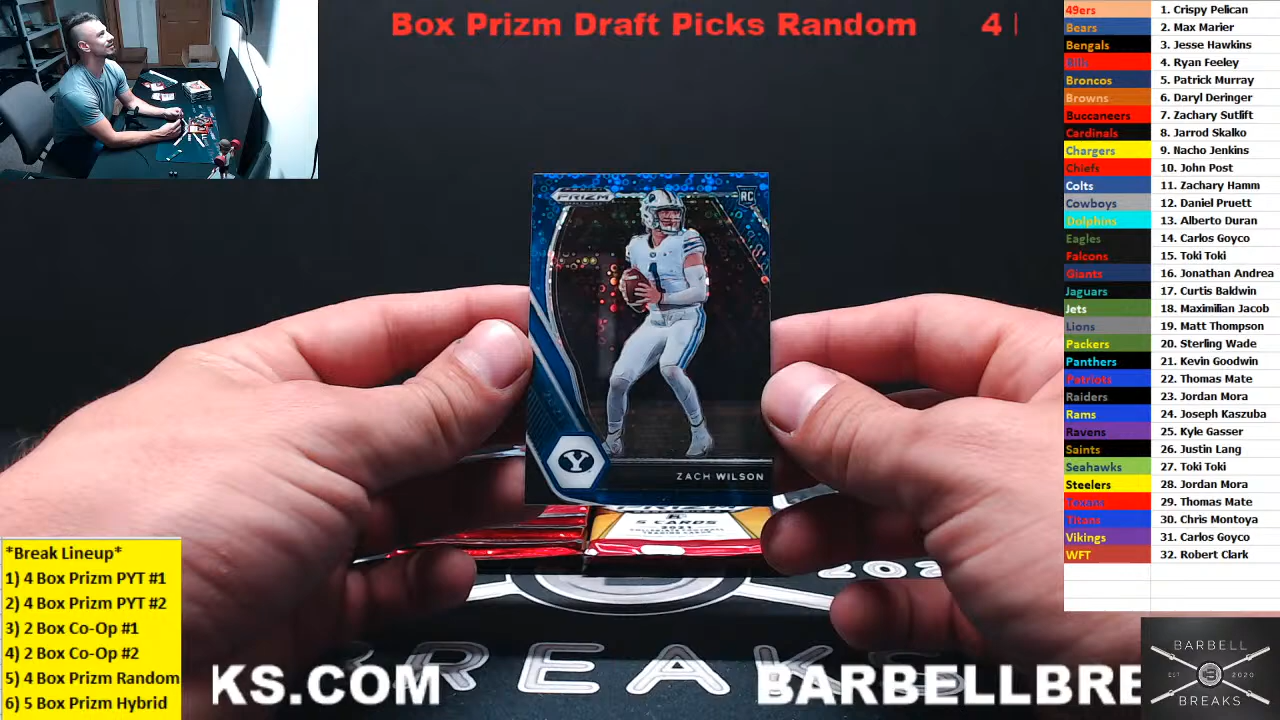 Box Prizm Draft Picks Random 4
49ers 1. Crispy Pelican
Bears 2. Max Marier
Bengals 3. Jesse Hawkins
Bills 4. Ryan Feeley
Broncos 5. Patrick Murray
Browns 6. Daryl Deringer
Buccaneers 7. Zachary Sutlift
Cardinals 8. Jarrod Skalko
Chargers 9. Nacho Jenkins
Chiefs 10. John Post
Colts 11. Zachary Hamm
Cowboys 12. Daniel Pruett
Dolphins 13. Alberto Duran
Eagles 14. Carlos Goyco
Falcons 15. Toki Toki
Giants 16. Jonathan Andrea
Jaguars 17. Curtis Baldwin
Jets 18. Maximilian Jacob
Lions 19. Matt Thompson
Packers 20. Sterling Wade
Panthers 21. Kevin Goodwin
Patriots 22. Thomas Mate
Raiders 23. Jordan Mora
Rams 24. Joseph Kaszuba
Ravens 25. Kyle Gasser
Saints 26. Justin Lang
Seahawks 27. Toki Toki
Steelers 28. Jordan Mora
Texans 29. Thomas Mate
Titans 30. Chris Montoya
Vikings 31. Carlos Goyco
WFT 32. Robert Clark
PRIZM
RC
1
Y
ZACH WILSON
PRIZM
5 CARDS
2021
*Break Lineup*
1) 4 Box Prizm PYT #1
2) 4 Box Prizm PYT #2
3) 2 Box Co-Op #1
4) 2 Box Co-Op #2
5) 4 Box Prizm Random
6) 5 Box Prizm Hybrid
202
BREAKS
KS.COM BARBELLBRE
BARBELL
EST B 2020
BREAKS